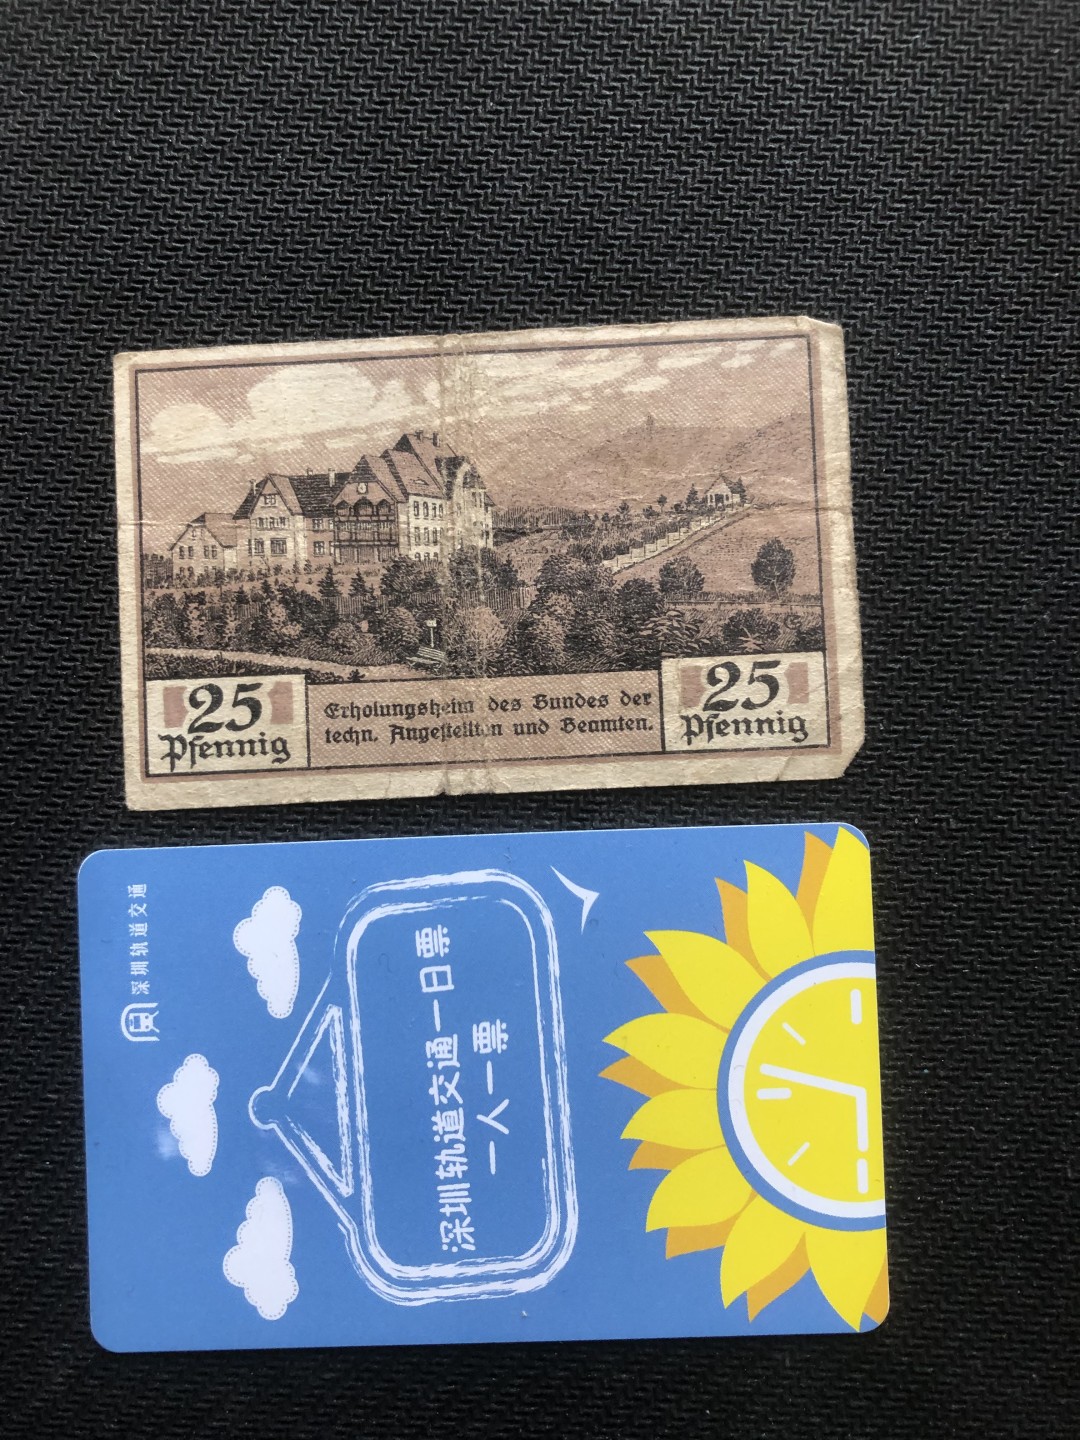 25
Pfennig
Erholungsheim des Bundes der
techn. Angestellten und Beamten.
25
Pfennig
深圳轨道交通
深圳轨道交通一日票
一人一票